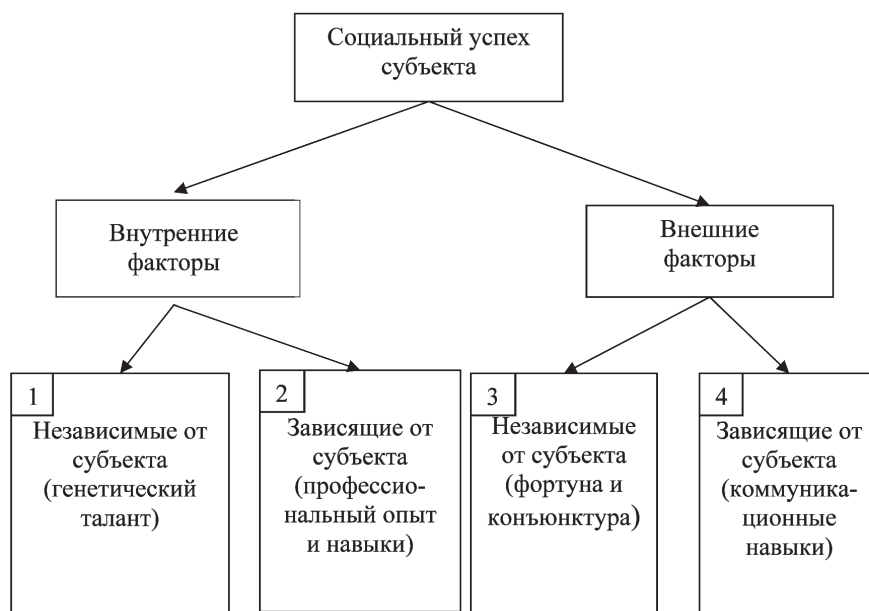 Социальный успех
субъекта
Внутренние
факторы
Внешние
факторы
1
Независимые от
субъекта
(генетический
талант)
2
Зависящие от
субъекта
(профессио-
нальный опыт
и навыки)
3
Независимые
от субъекта
(фортуна и
конъюнктура)
4
Зависящие от
субъекта
(коммуника-
ционные
навыки)